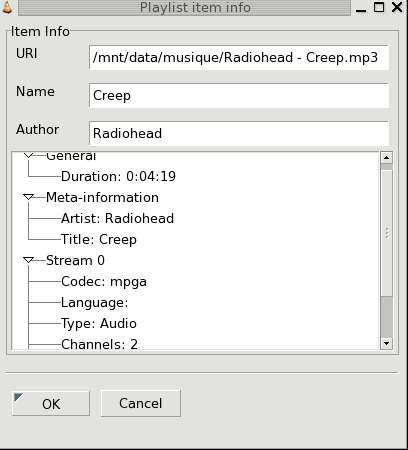 Playlist item info
Item Info
URI
/mnt/data/musique/Radiohead - Creep.mp3
Name
Creep
Author
Radiohead
General
Duration: 0:04:19
Meta-information
Artist: Radiohead
Title: Creep
Stream 0
Codec: mpga
Language:
Type: Audio
Channels: 2
OK
Cancel